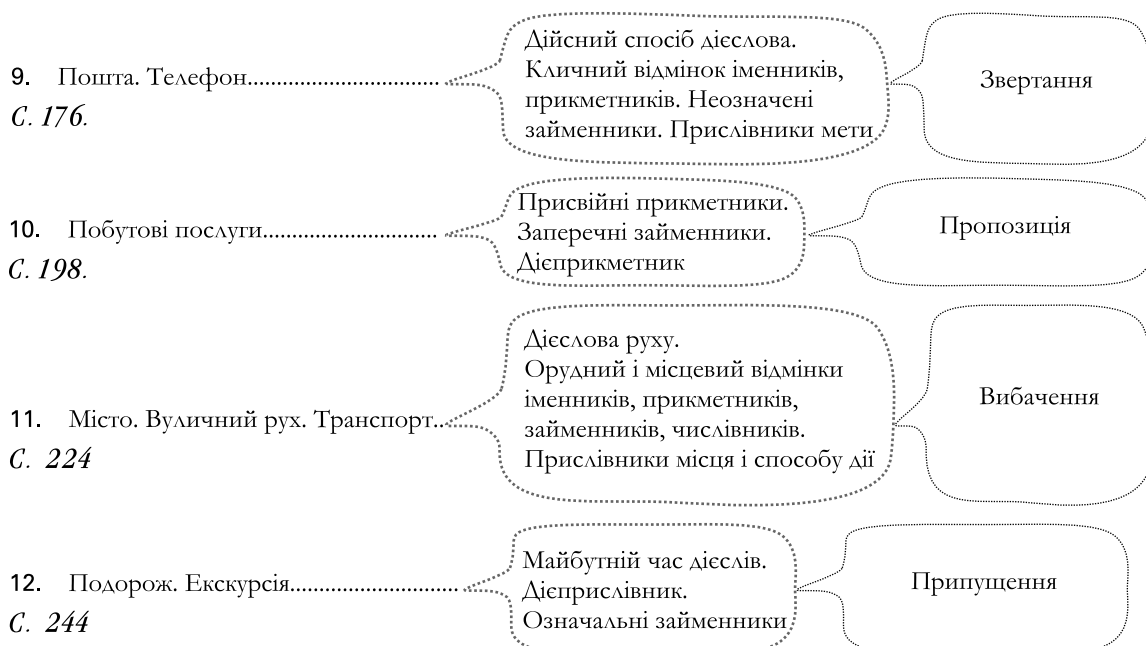 9. Пошта. Телефон.......................................
С. 176.
Дійсний спосіб дієслова.
Кличний відмінок іменників,
прикметників. Неозначені
займенники. Прислівники мети
Звертання
10. Побутові послуги...................................
С. 198.
Присвійні прикметники.
Заперечні займенники.
Дієприкметник
Пропозиція
11. Місто. Вуличний рух. Транспорт..
С. 224
Дієслова руху.
Орудний і місцевий відмінки
іменників, прикметників,
займенників, числівників.
Прислівники місця і способу дії
Вибачення
12. Подорож. Екскурсія..................................
С. 244
Майбутній час дієслів.
Дієприслівник.
Означальні займенники
Припущення